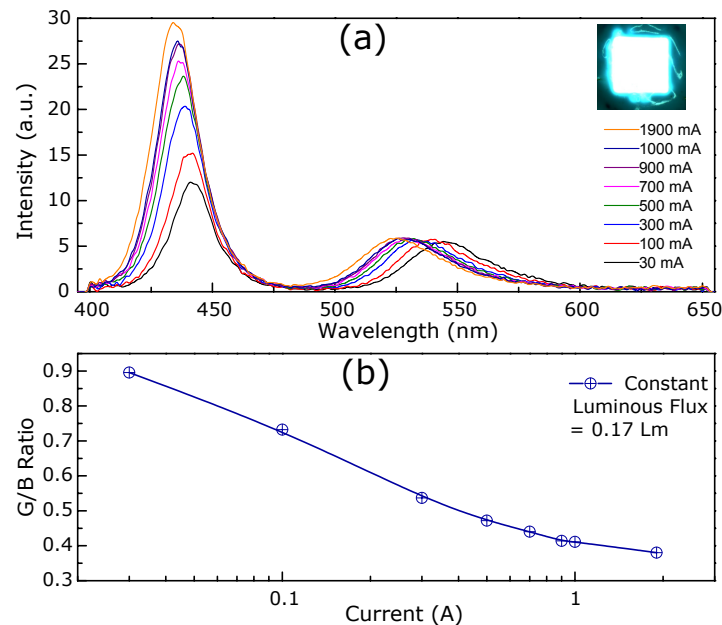 (a)
30
25
20
15
10
5
0
Intensity (a.u.)
1900 mA
1000 mA
900 mA
700 mA
500 mA
300 mA
100 mA
30 mA
400 450 500 550 600 650
Wavelength (nm)
(b)
0.9
0.8
0.7
0.6
0.5
0.4
0.3
G/B Ratio
Constant
Luminous Flux
= 0.17 Lm
0.1 1
Current (A)